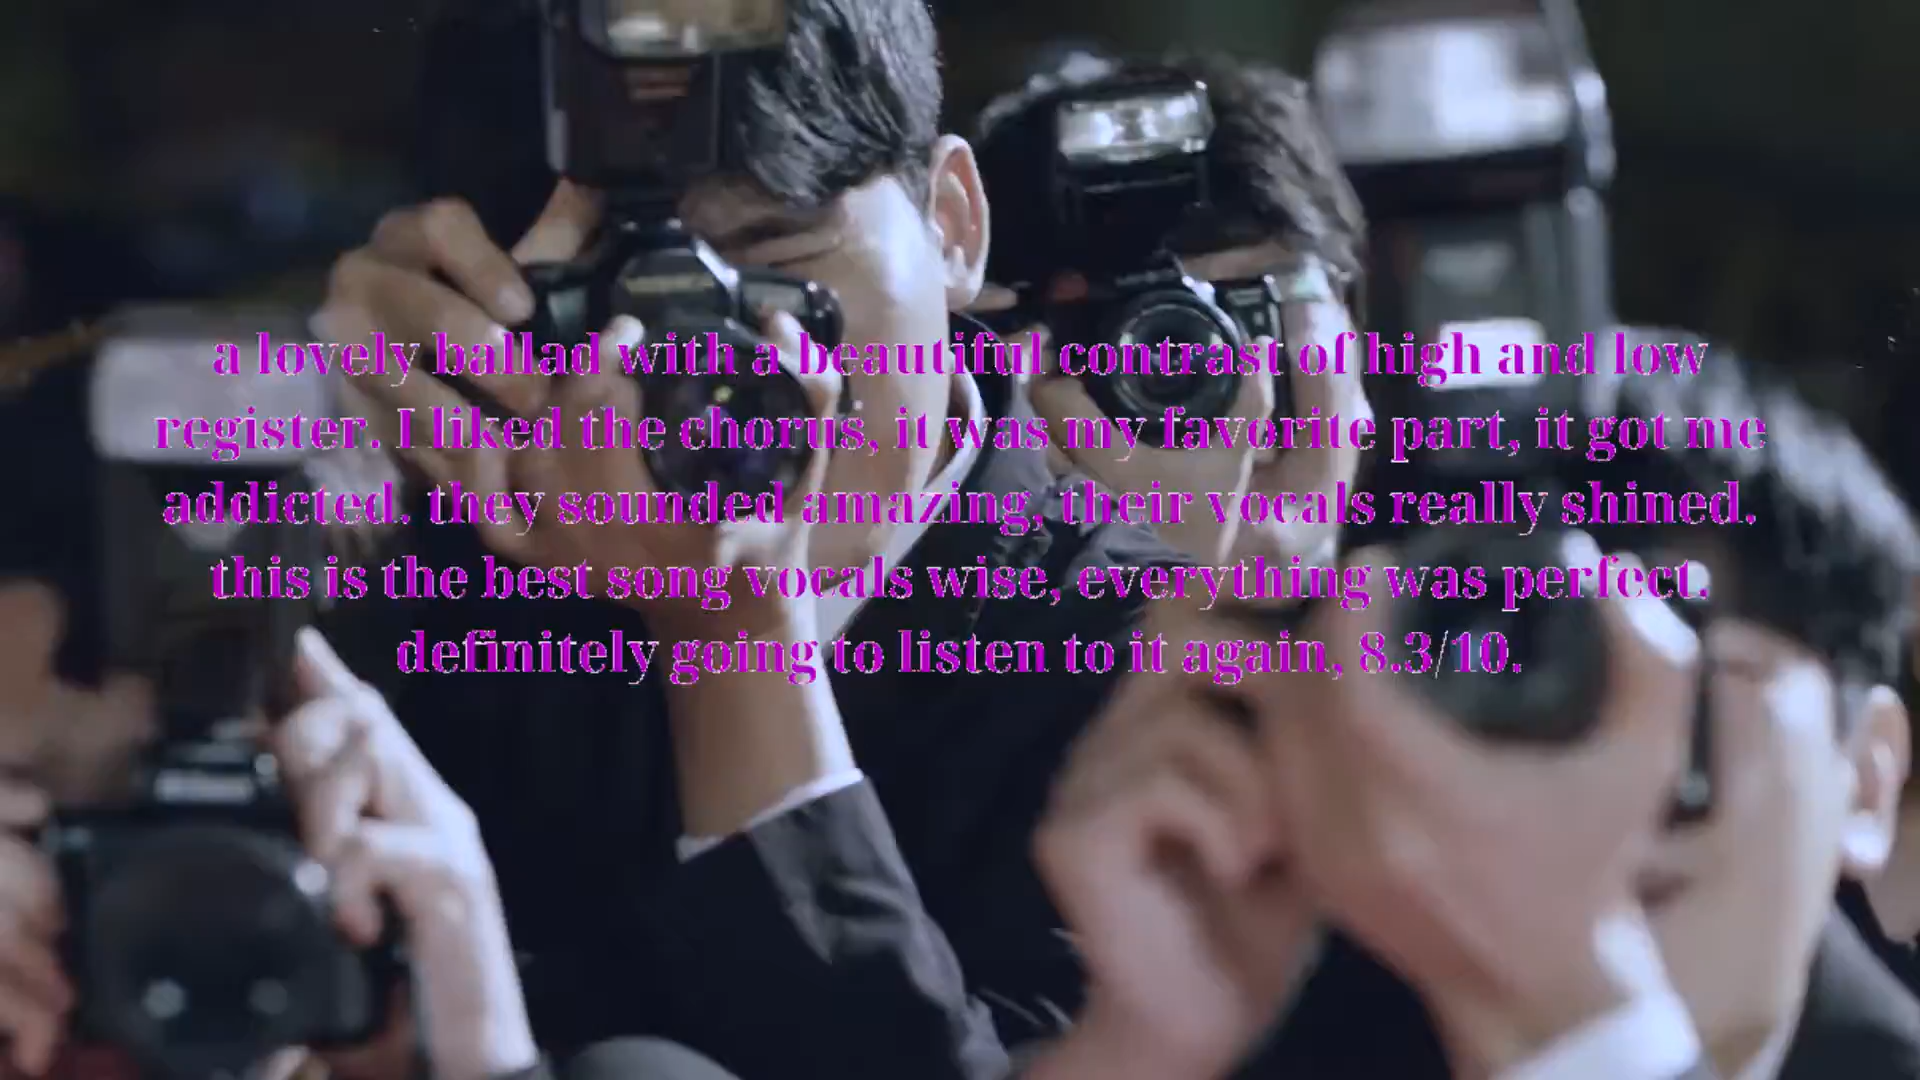 a lovely ballad with a beautiful contrast of high and low
register. I liked the chorus, it was my favorite part, it got me
addicted. they sounded amazing, their vocals really shined.
this is the best song vocals wise, everything was perfect.
definitely going to listen to it again, 8.3/10.